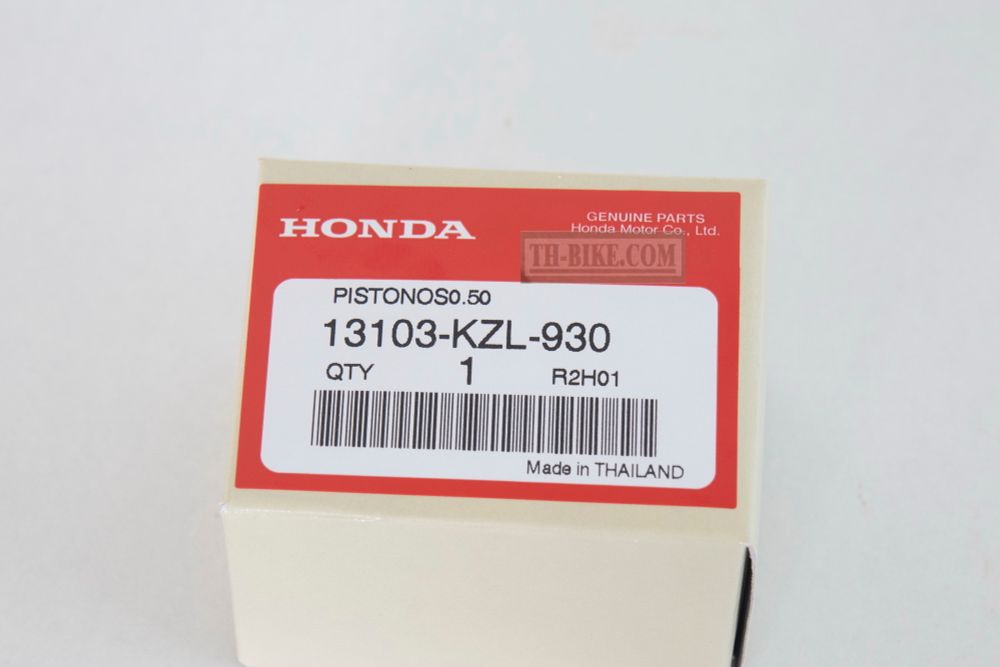 HONDA
GENUINE PARTS
Honda Motor Co., Ltd.
TH-BIKE.COM
PISTONOS0.50
13103-KZL-930
QTY 1 R2H01
Made in THAILAND